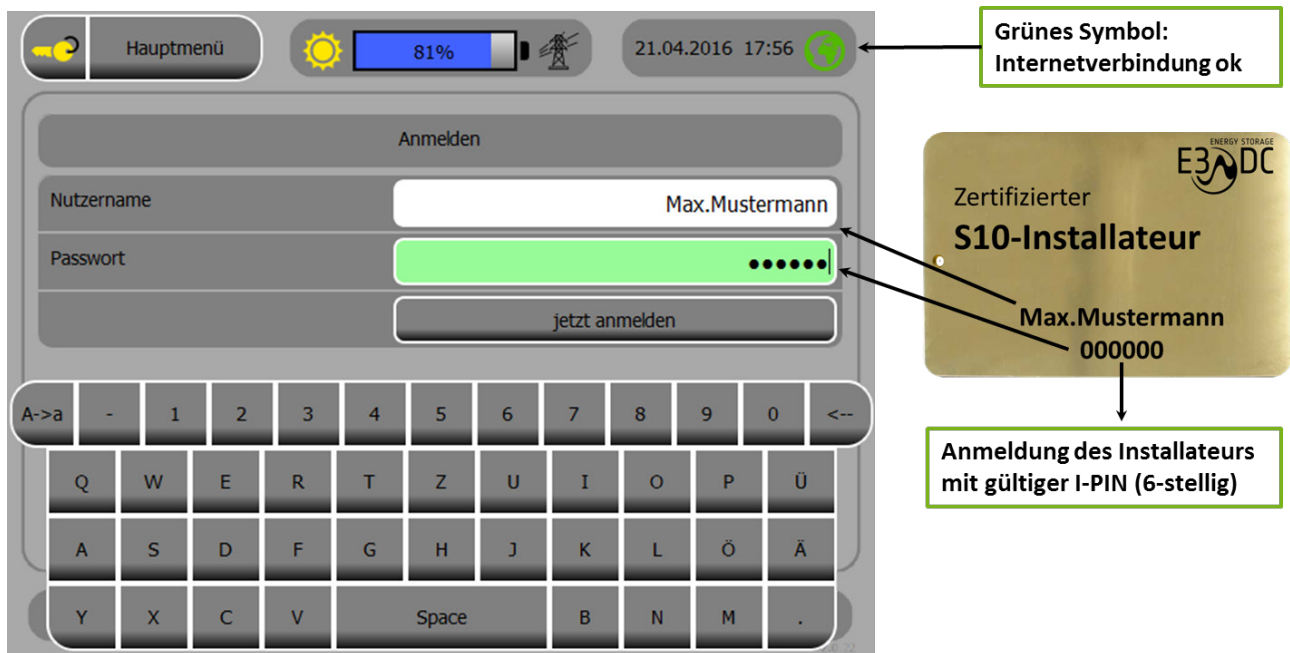 Hauptmenü
81%
21.04.2016 17:56
Grünes Symbol:
Internetverbindung ok
Anmelden
Nutzername
Max.Mustermann
Passwort
••••••
jetzt anmelden
ENERGY STORAGE
E3DC
Zertifizierter
S10-Installateur
Max.Mustermann
000000
Anmeldung des Installateurs
mit gültiger I-PIN (6-stellig)
A->a - 1 2 3 4 5 6 7 8 9 0 <--
Q W E R T Z U I O P Ü
A S D F G H J K L Ö Ä
Y X C V Space B N M .